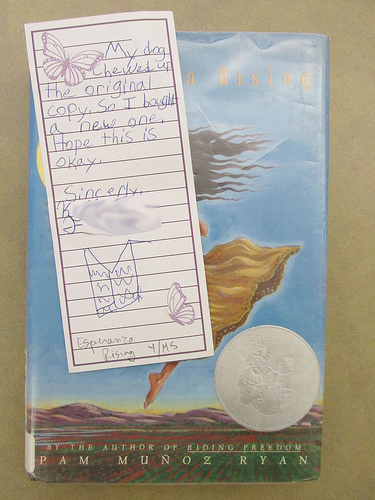 My dog
Chewed up
the original
copy. So I bought
a new one.
Hope this is
okay.
Sincerly,
Esperanza
Rising Y/MS
a Rising
BY THE AUTHOR OF RIDING FREEDOM
PAM MUÑOZ RYAN